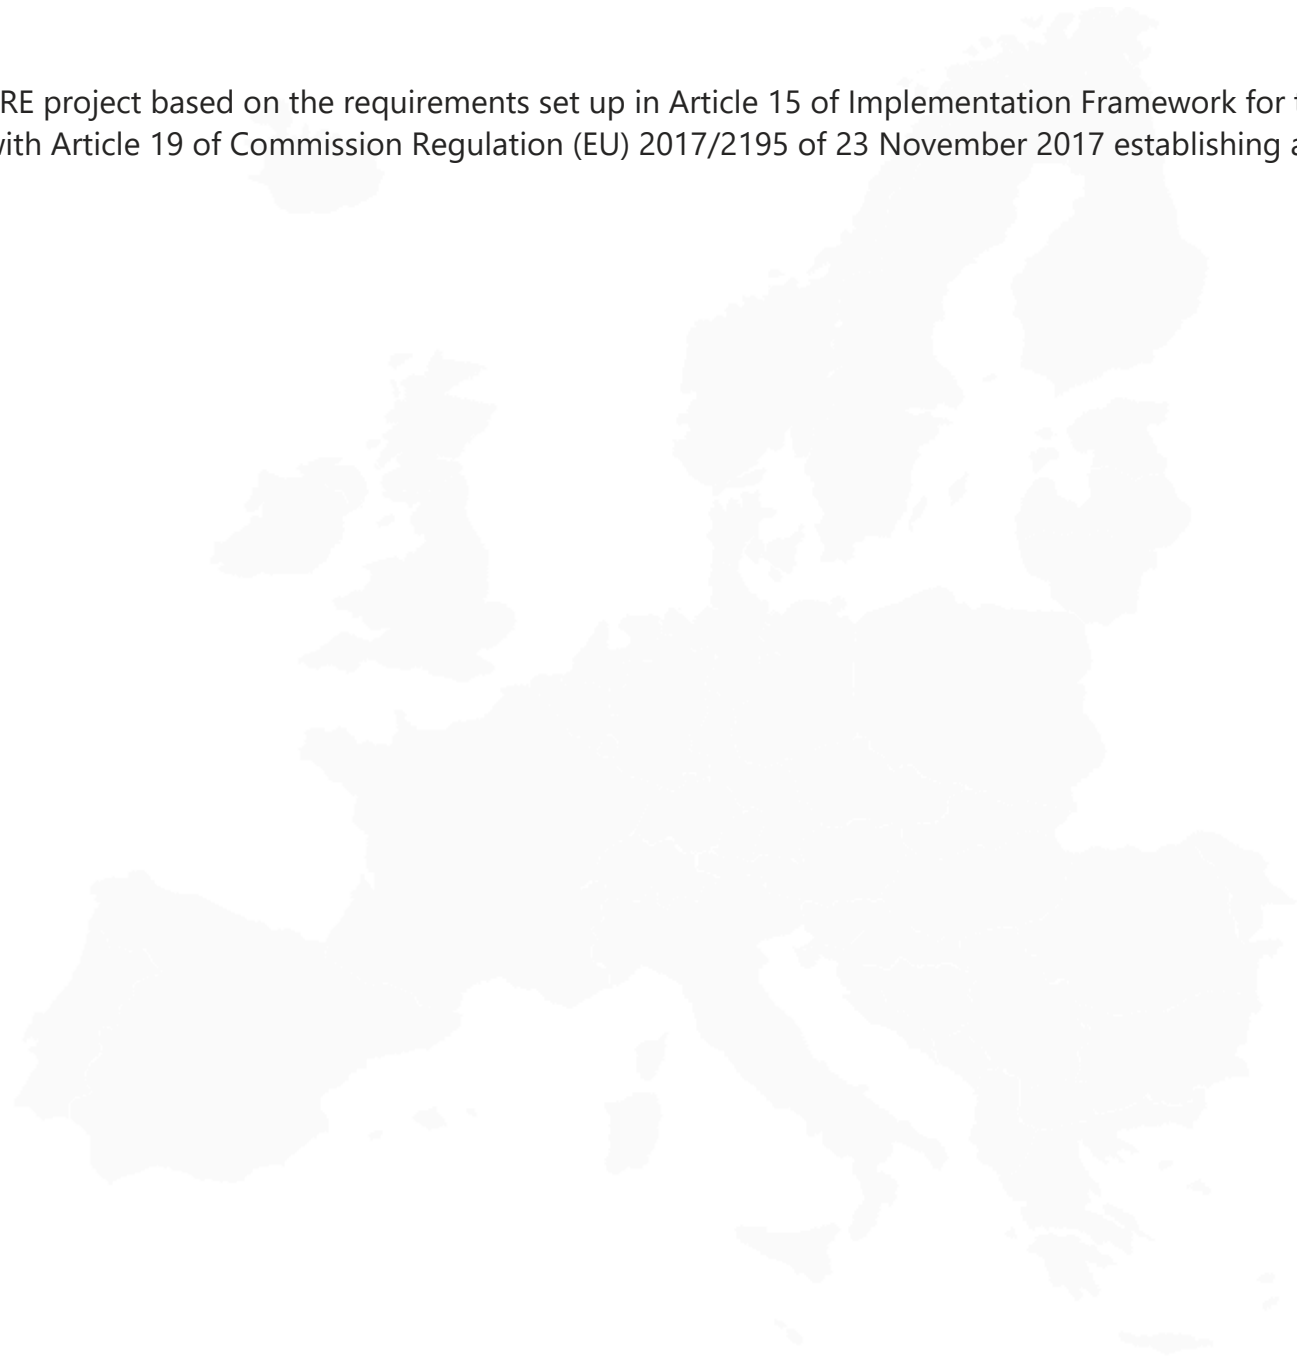 RE project based on the requirements set up in Article 15 of Implementation Framework for
with Article 19 of Commission Regulation (EU) 2017/2195 of 23 November 2017 establishing a